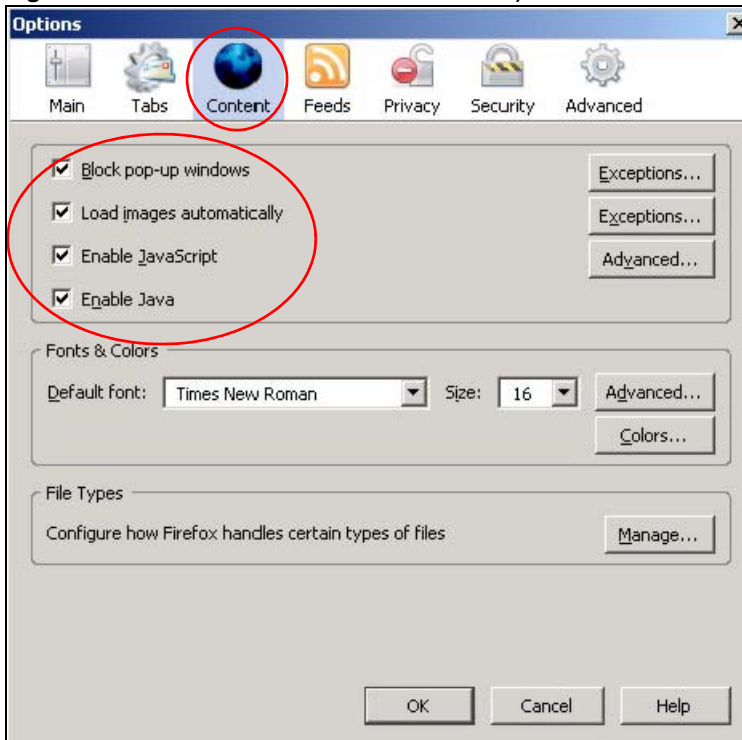 Options
Main Tabs Content Feeds Privacy Security Advanced
Block pop-up windows Exceptions...
Load images automatically Exceptions...
Enable JavaScript Advanced...
Enable Java
Fonts & Colors
Default font: Times New Roman Size: 16 Advanced...
Colors...
File Types
Configure how Firefox handles certain types of files Manage...
OK Cancel Help